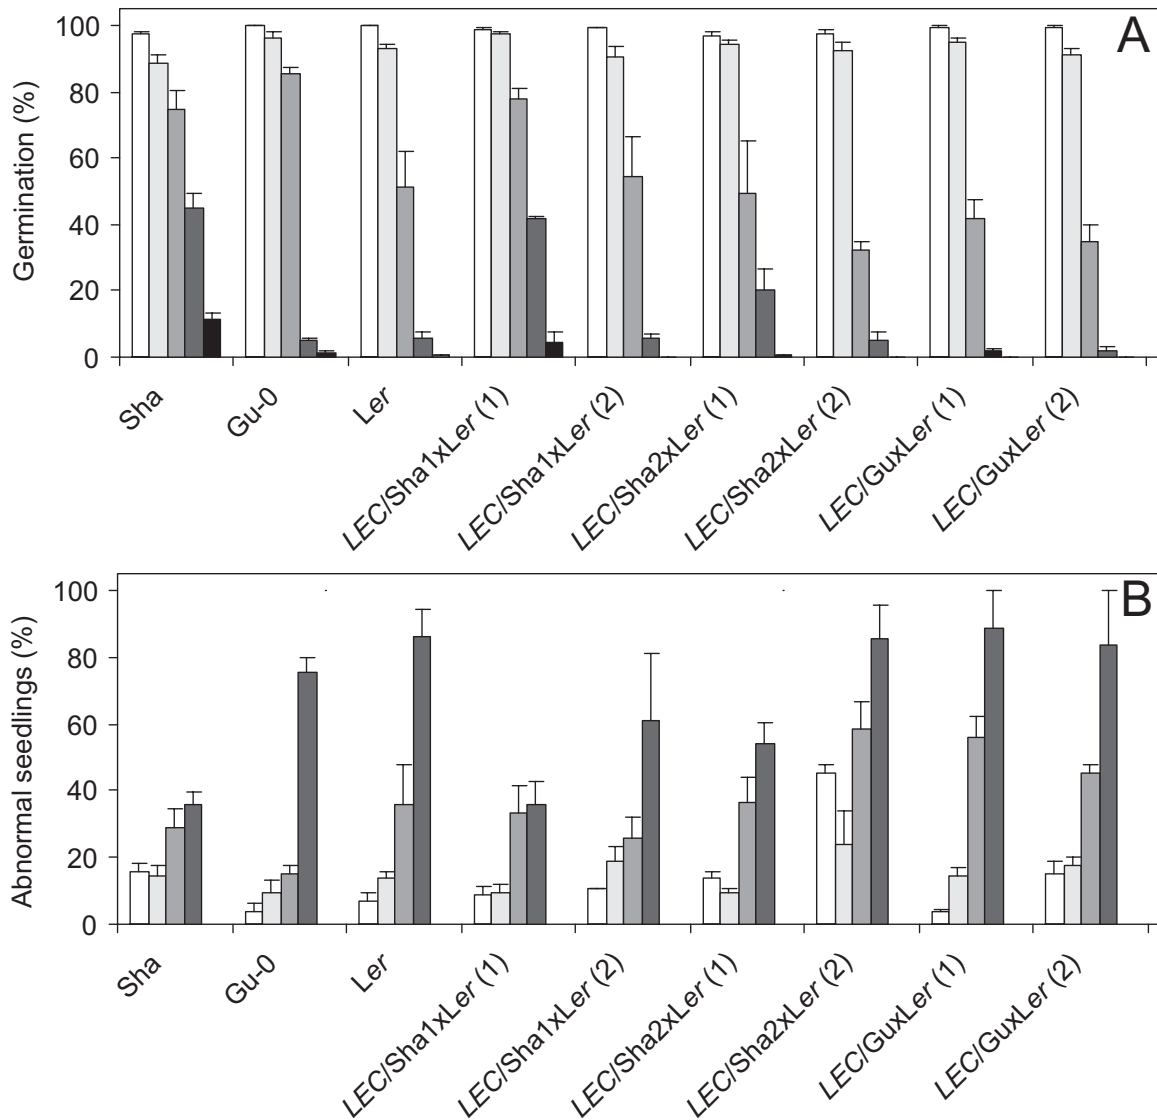 A
Germination (%)
100
80
60
40
20
0
Sha
Gu-0
Ler
LEC/Sha1xLer (1)
LEC/Sha1xLer (2)
LEC/Sha2xLer (1)
LEC/Sha2xLer (2)
LEC/GuxLer (1)
LEC/GuxLer (2)
B
Abnormal seedlings (%)
100
80
60
40
20
0
Sha
Gu-0
Ler
LEC/Sha1xLer (1)
LEC/Sha1xLer (2)
LEC/Sha2xLer (1)
LEC/Sha2xLer (2)
LEC/GuxLer (1)
LEC/GuxLer (2)